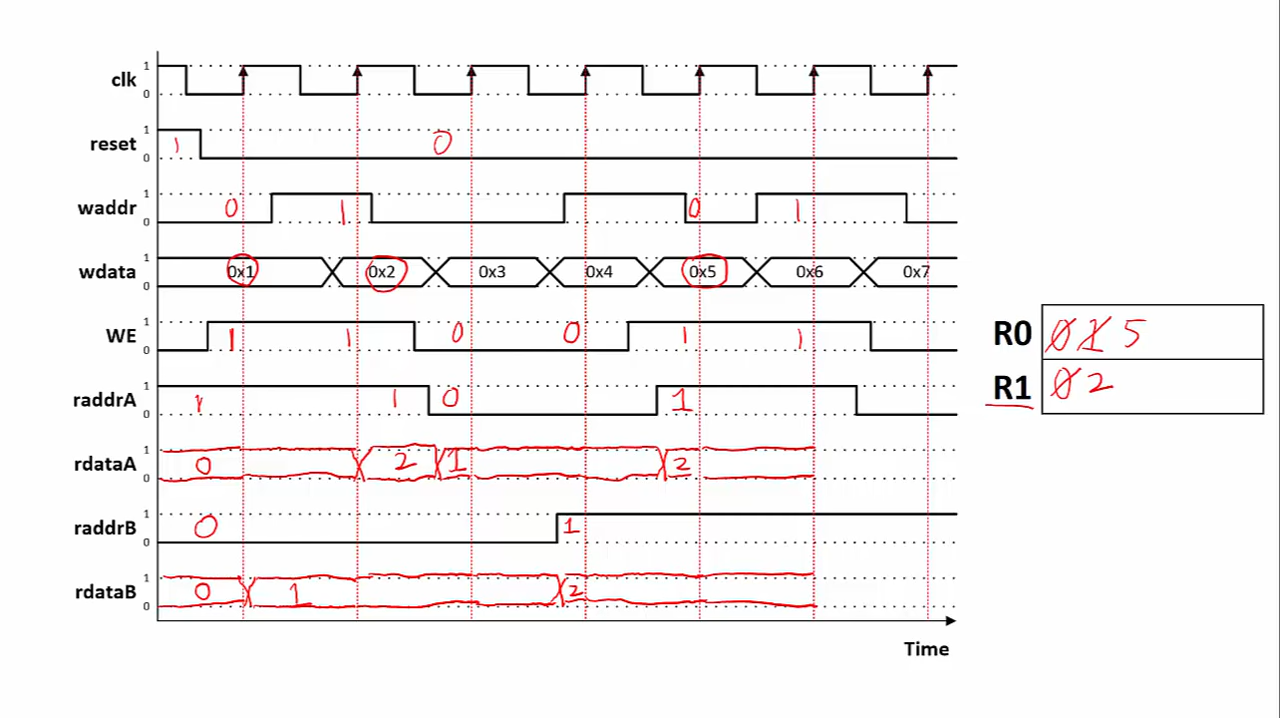 clk 1 0
reset 1 0 1 0
waddr 1 0 0 1 0 1
wdata 1 0 0x1 0x2 0x3 0x4 0x5 0x6 0x7
WE 1 0 1 1 0 0 1 1
R0 0 1 5
raddrA 1 0 1 1 0 1
R1 0 2
rdataA 1 0 0 2 1 2
raddrB 1 0 0 1
rdataB 1 0 0 1 2
Time